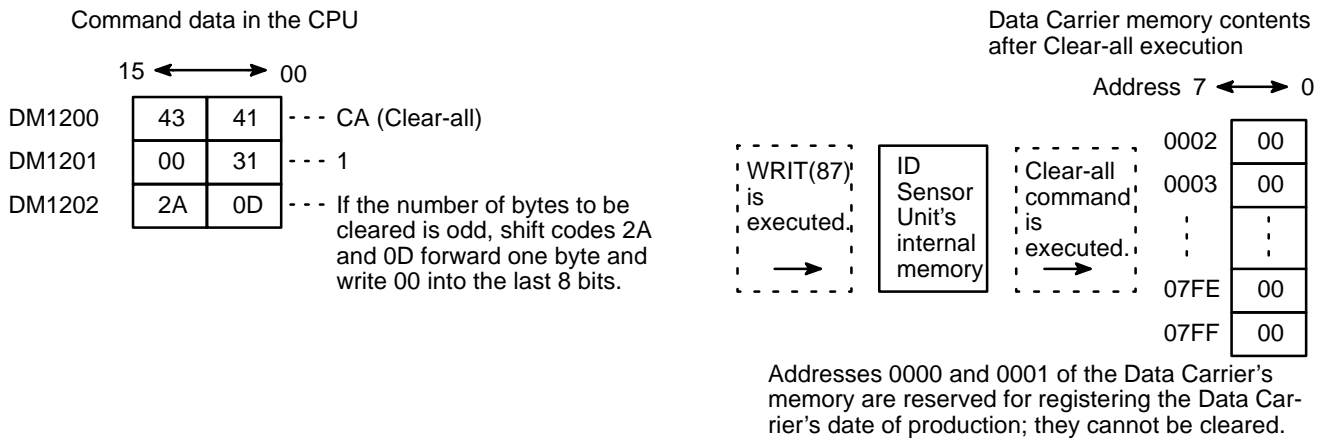 Command data in the CPU
15 00
DM1200 43 41 CA (Clear-all)
DM1201 00 31 1
DM1202 2A 0D If the number of bytes to be
cleared is odd, shift codes 2A
and 0D forward one byte and
write 00 into the last 8 bits.
WRIT(87)
is
executed.
ID
Sensor
Unit's
internal
memory
Clear-all
command
is
executed.
Data Carrier memory contents
after Clear-all execution
Address 7 0
0002 00
0003 00
07FE 00
07FF 00
Addresses 0000 and 0001 of the Data Carrier's
memory are reserved for registering the Data Car-
rier's date of production; they cannot be cleared.